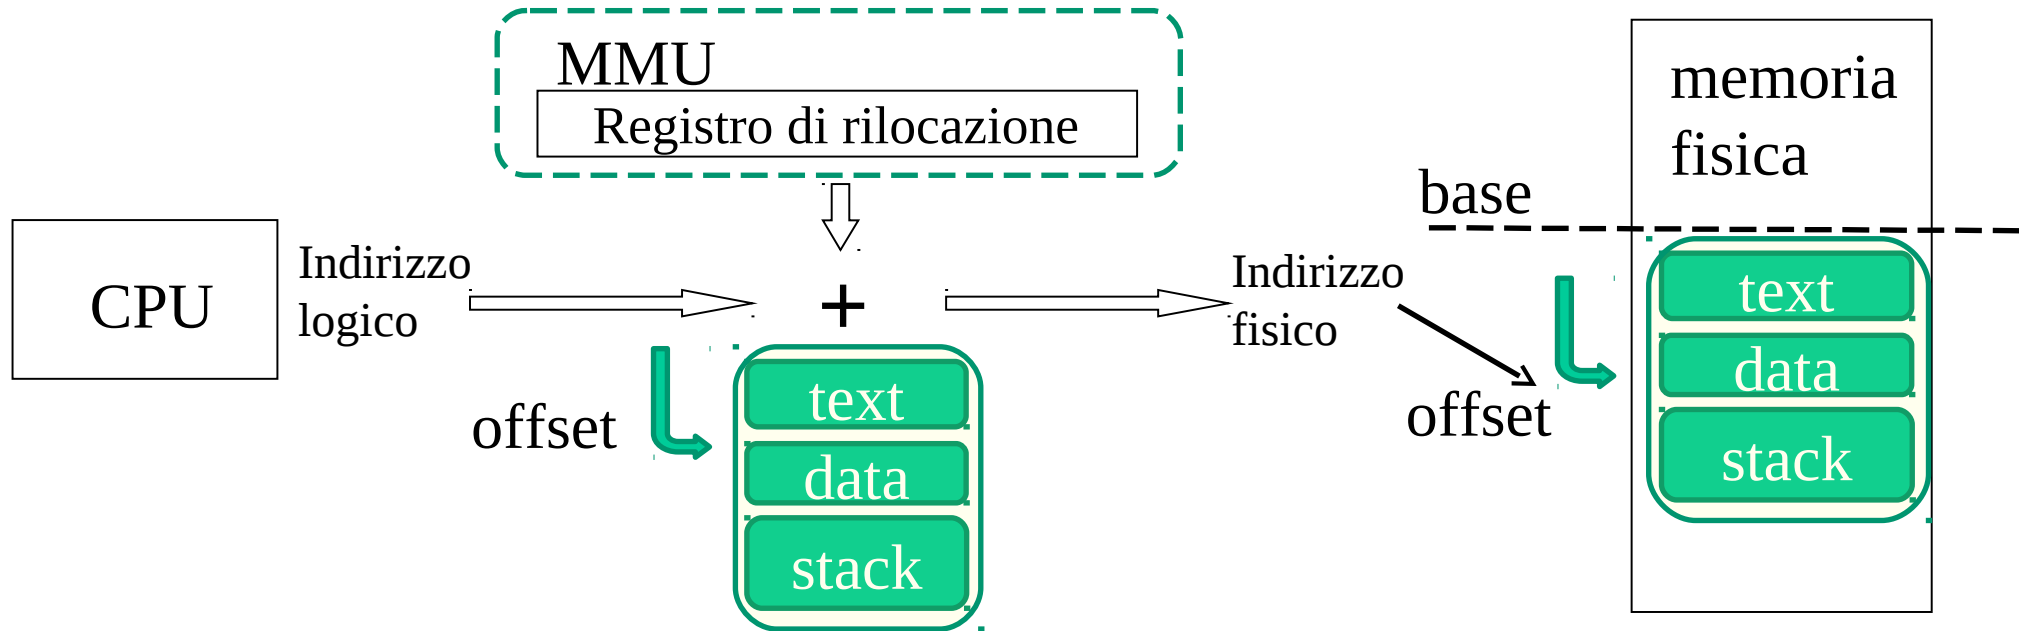 MMU
Registro di rilocazione
CPU
Indirizzo
logico
+
offset
text
data
stack
Indirizzo
fisico
base
offset
memoria
fisica
text
data
stack